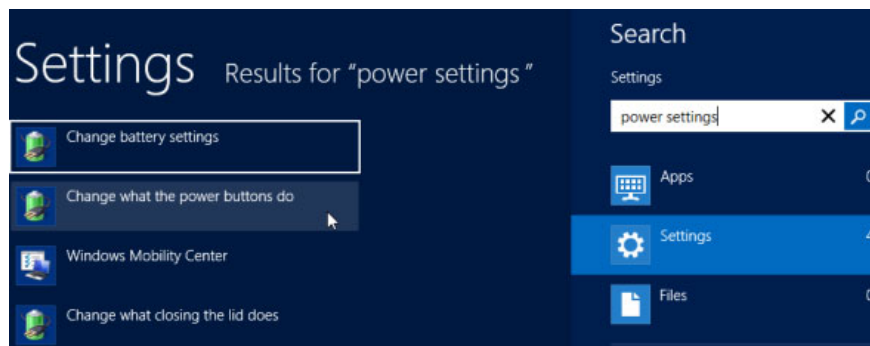 Settings Results for "power settings "
Change battery settings
Change what the power buttons do
Windows Mobility Center
Change what closing the lid does
Search
Settings
power settings
Apps
Settings
Files